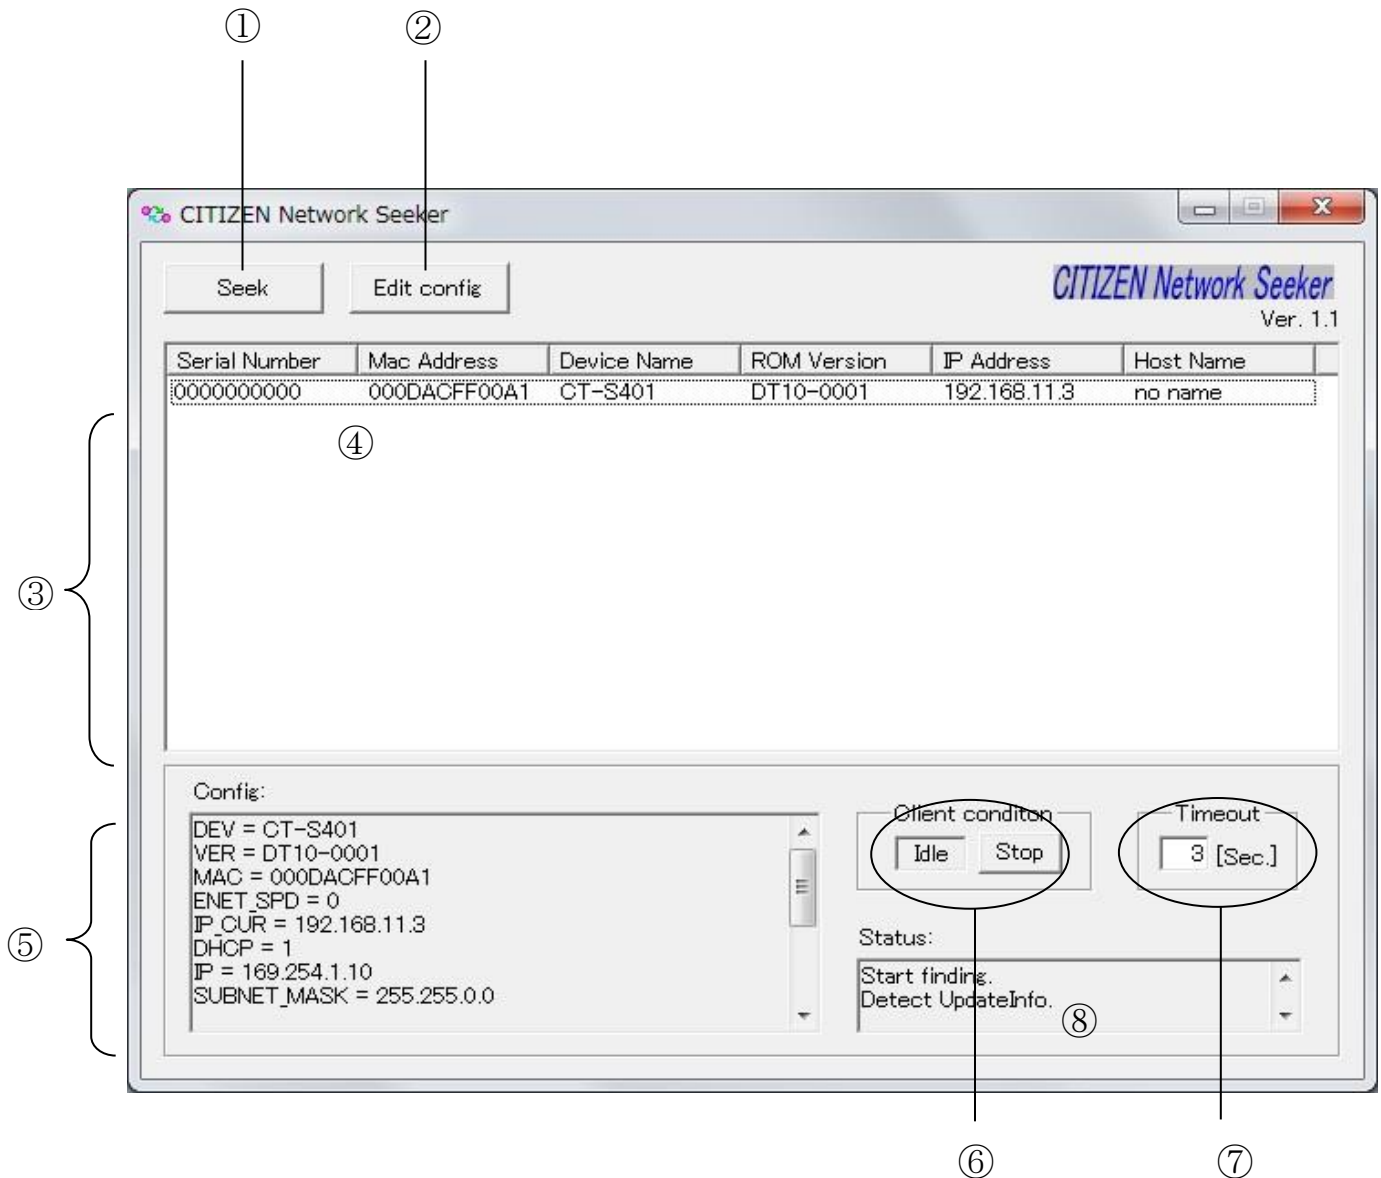 ① ②
CITIZEN Network Seeker
Seek Edit config CITIZEN Network Seeker
Ver. 1.1
Serial Number Mac Address Device Name ROM Version IP Address Host Name
0000000000 000DACFF00A1 CT-S401 DT10-0001 192.168.11.3 no name
④
③
Config:
DEV = CT-S401
VER = DT10-0001
MAC = 000DACFF00A1
ENET_SPD = 0
IP_CUR = 192.168.11.3
DHCP = 1
IP = 169.254.1.10
SUBNET_MASK = 255.255.0.0
⑤
Client conditon
Idle Stop
Timeout
3 [Sec.]
Status:
Start finding.
Detect UpdateInfo.
⑧
⑥ ⑦